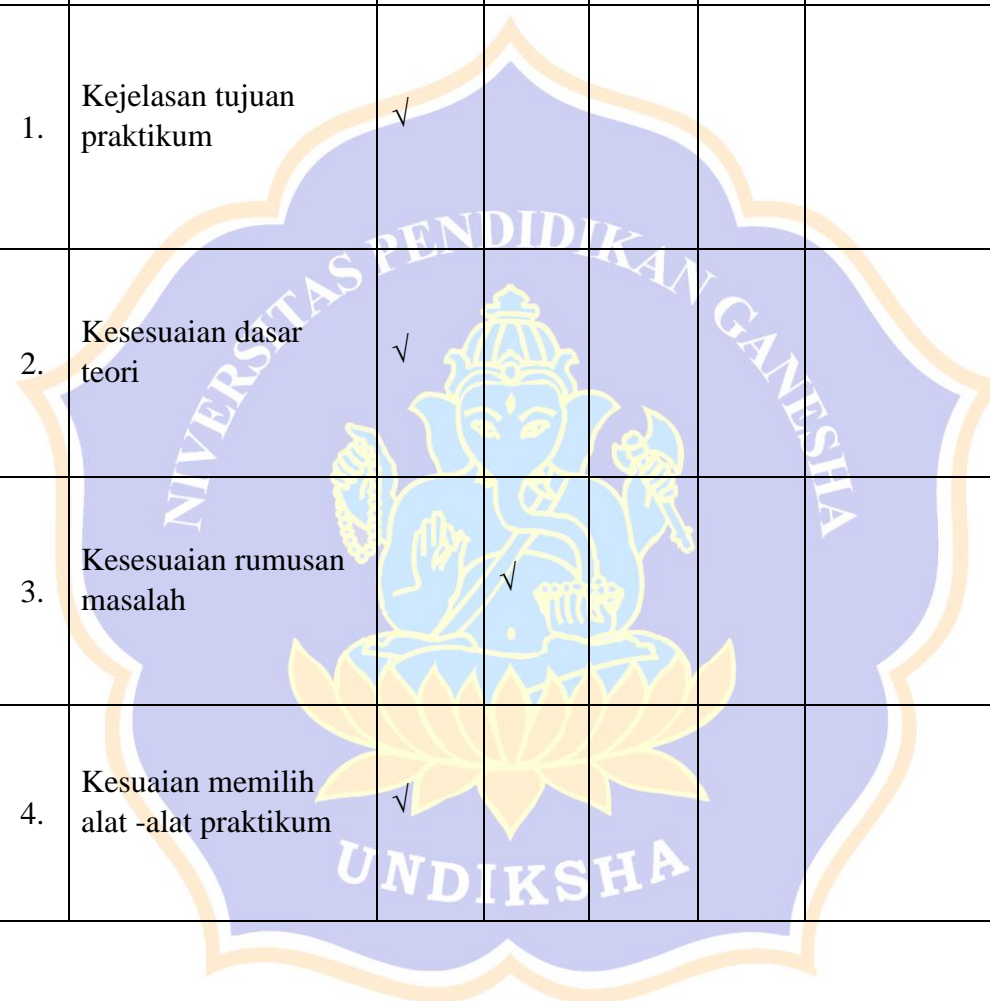 1. Kejelasan tujuan
praktikum √
2. Kesesuaian dasar
teori √
3. Kesesuaian rumusan
masalah √
4. Kesuaian memilih
alat -alat praktikum √
NIVERSITAS PENDIDIKAN GANESHA
UNDIKSHA